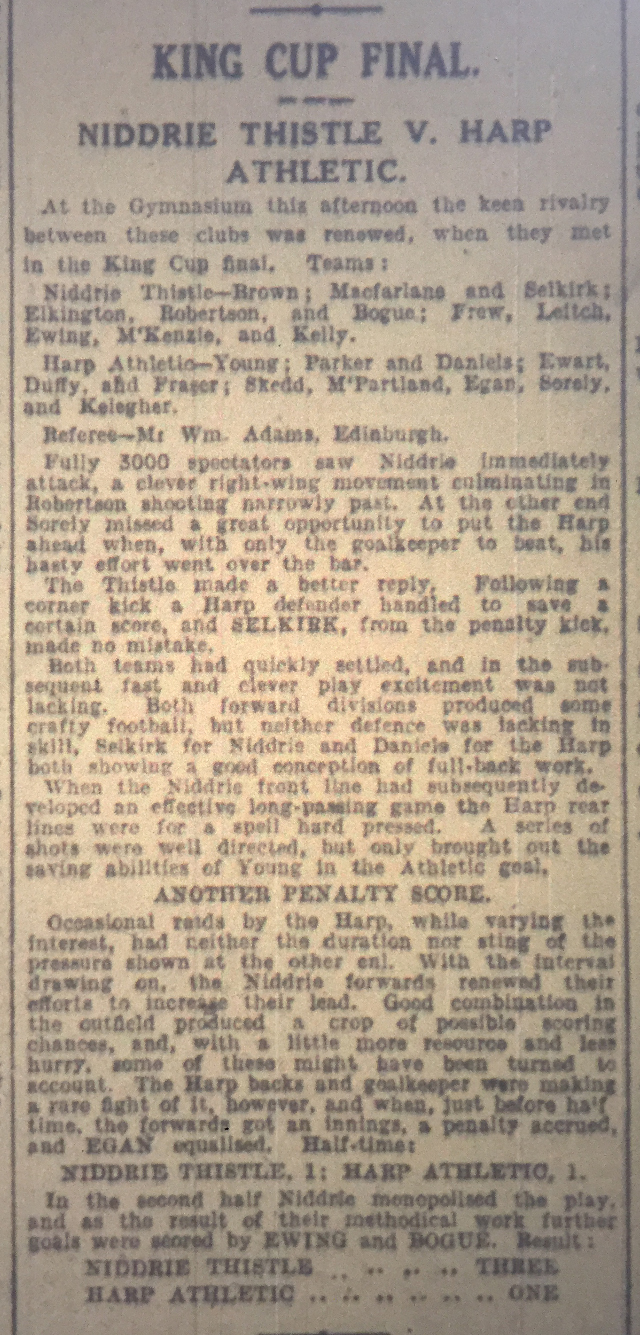 KING CUP FINAL.
NIDDRIE THISTLE V. HARP
ATHLETIC.
At the Gymnasium this afternoon the keen rivalry
between these clubs was renewed, when they met
in the King Cup final. Teams:
Niddrie Thistle—Brown; Macfarlane and Selkirk;
Elkington, Robertson, and Bogue; Frew, Leitch,
Ewing, M'Kenzie, and Kelly.
Harp Athletic—Young; Parker and Daniels; Ewart,
Duffy, and Fraser; Skedd, M'Partland, Egan, Sorely,
and Kelegher.
Referee—Mr Wm. Adams, Edinburgh.
Fully 3000 spectators saw Niddrie immediately
attack, a clever right-wing movement culminating in
Robertson shooting narrowly past. At the other end
Sorely missed a great opportunity to put the Harp
ahead when, with only the goalkeeper to beat, his
hasty effort went over the bar.
The Thistle made a better reply. Following a
corner kick a Harp defender handled to save a
certain score, and SELKIRK, from the penalty kick,
made no mistake.
Both teams had quickly settled, and in the sub-
sequent fast and clever play excitement was not
lacking. Both forward divisions produced some
crafty football, but neither defence was lacking in
skill, Selkirk for Niddrie and Daniels for the Harp
both showing a good conception of full-back work.
When the Niddrie front line had subsequently de-
veloped an effective long-passing game the Harp rear
lines were for a spell hard pressed. A series of
shots were well directed, but only brought out the
saving abilities of Young in the Athletic goal.
ANOTHER PENALTY SCORE.
Occasional raids by the Harp, while varying the
interest, had neither the duration nor sting of the
pressure shown at the other end. With the interval
drawing on, the Niddrie forwards renewed their
efforts to increase their lead. Good combination in
the outfield produced a crop of possible scoring
chances, and, with a little more resource and less
hurry, some of these might have been turned to
account. The Harp backs and goalkeeper were making
a rare fight of it, however, and when, just before half
time, the forwards got an innings, a penalty accrued,
and EGAN equalised. Half-time:
NIDDRIE THISTLE, 1; HARP ATHLETIC, 1.
In the second half Niddrie monopolised the play,
and as the result of their methodical work further
goals were scored by EWING and BOGUE. Result:
NIDDRIE THISTLE .. .. .. .. THREE
HARP ATHLETIC .. .. .. .. .. .. ONE